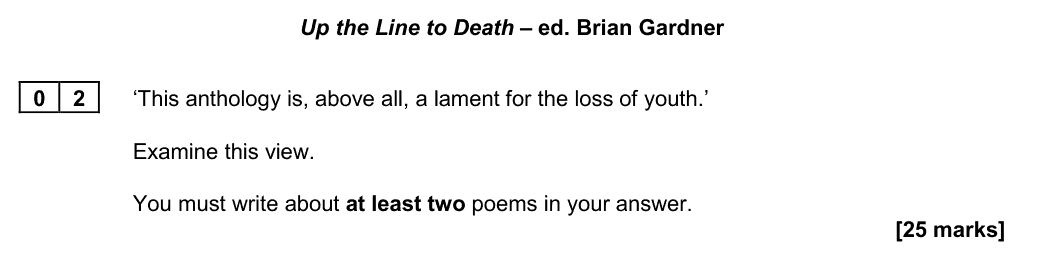 Up the Line to Death – ed. Brian Gardner
0 2 ‘This anthology is, above all, a lament for the loss of youth.’
Examine this view.
You must write about at least two poems in your answer.
[25 marks]